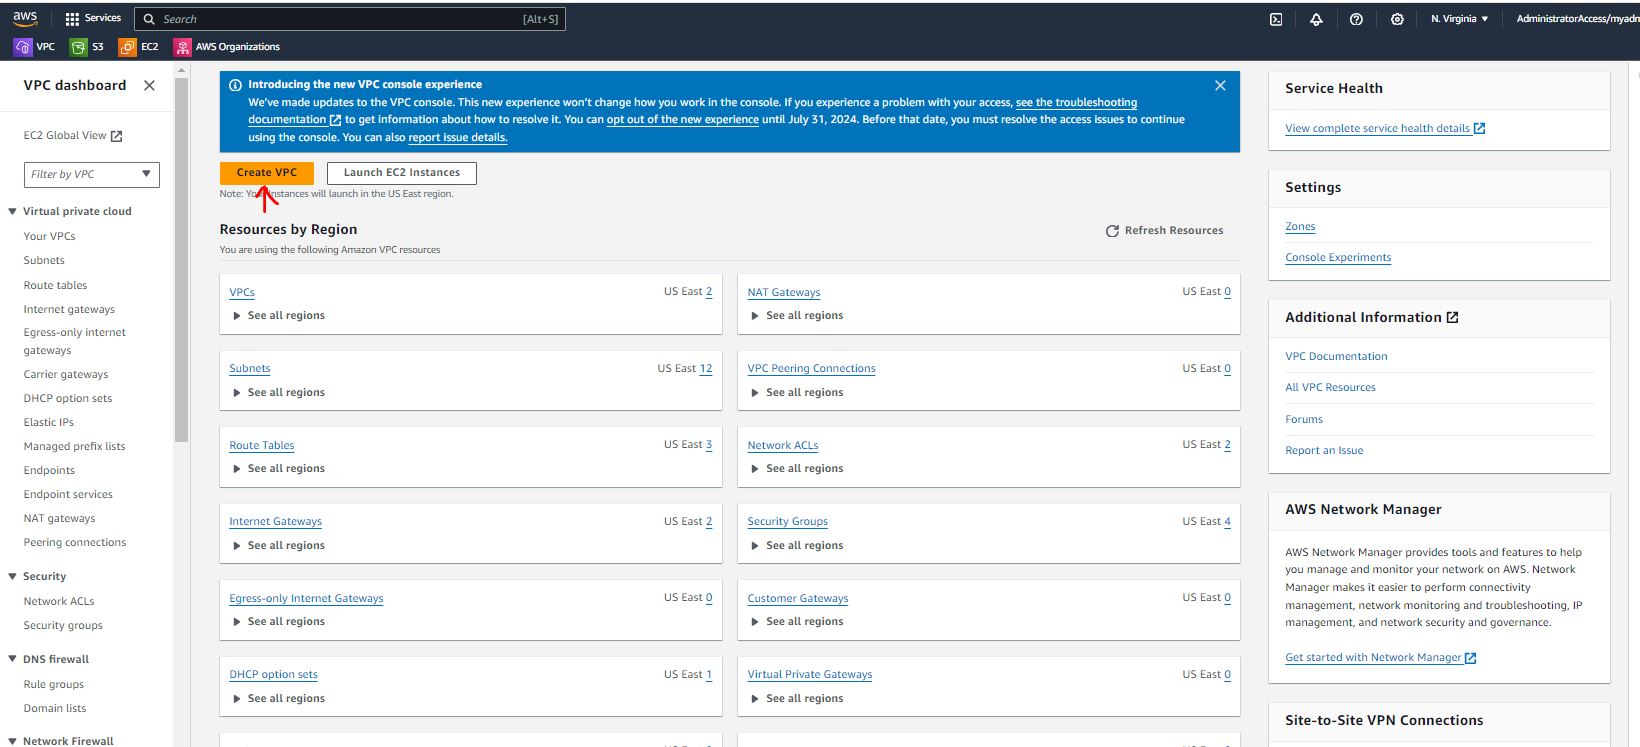 aws
Services
Search
[Alt+S]
N. Virginia
AdministratorAccess/myadm
VPC
S3
EC2
AWS Organizations
VPC dashboard
EC2 Global View
Filter by VPC
Virtual private cloud
Your VPCs
Subnets
Route tables
Internet gateways
Egress-only internet
gateways
Carrier gateways
DHCP option sets
Elastic IPs
Managed prefix lists
Endpoints
Endpoint services
NAT gateways
Peering connections
Security
Network ACLs
Security groups
DNS firewall
Rule groups
Domain lists
Network Firewall
Introducing the new VPC console experience
We've made updates to the VPC console. This new experience won't change how you work in the console. If you experience a problem with your access, see the troubleshooting
documentation to get information about how to resolve it. You can opt out of the new experience until July 31, 2024. Before that date, you must resolve the access issues to continue
using the console. You can also report issue details.
Create VPC
Launch EC2 Instances
Note: Your Instances will launch in the US East region.
Resources by Region
Refresh Resources
You are using the following Amazon VPC resources
VPCs
US East 2
See all regions
NAT Gateways
US East 0
See all regions
Subnets
US East 12
See all regions
VPC Peering Connections
US East 0
See all regions
Route Tables
US East 3
See all regions
Network ACLs
US East 2
See all regions
Internet Gateways
US East 2
See all regions
Security Groups
US East 4
See all regions
Egress-only Internet Gateways
US East 0
See all regions
Customer Gateways
US East 0
See all regions
DHCP option sets
US East 1
See all regions
Virtual Private Gateways
US East 0
See all regions
Service Health
View complete service health details
Settings
Zones
Console Experiments
Additional Information
VPC Documentation
All VPC Resources
Forums
Report an Issue
AWS Network Manager
AWS Network Manager provides tools and features to help
you manage and monitor your network on AWS. Network
Manager makes it easier to perform connectivity
management, network monitoring and troubleshooting, IP
management, and network security and governance.
Get started with Network Manager
Site-to-Site VPN Connections